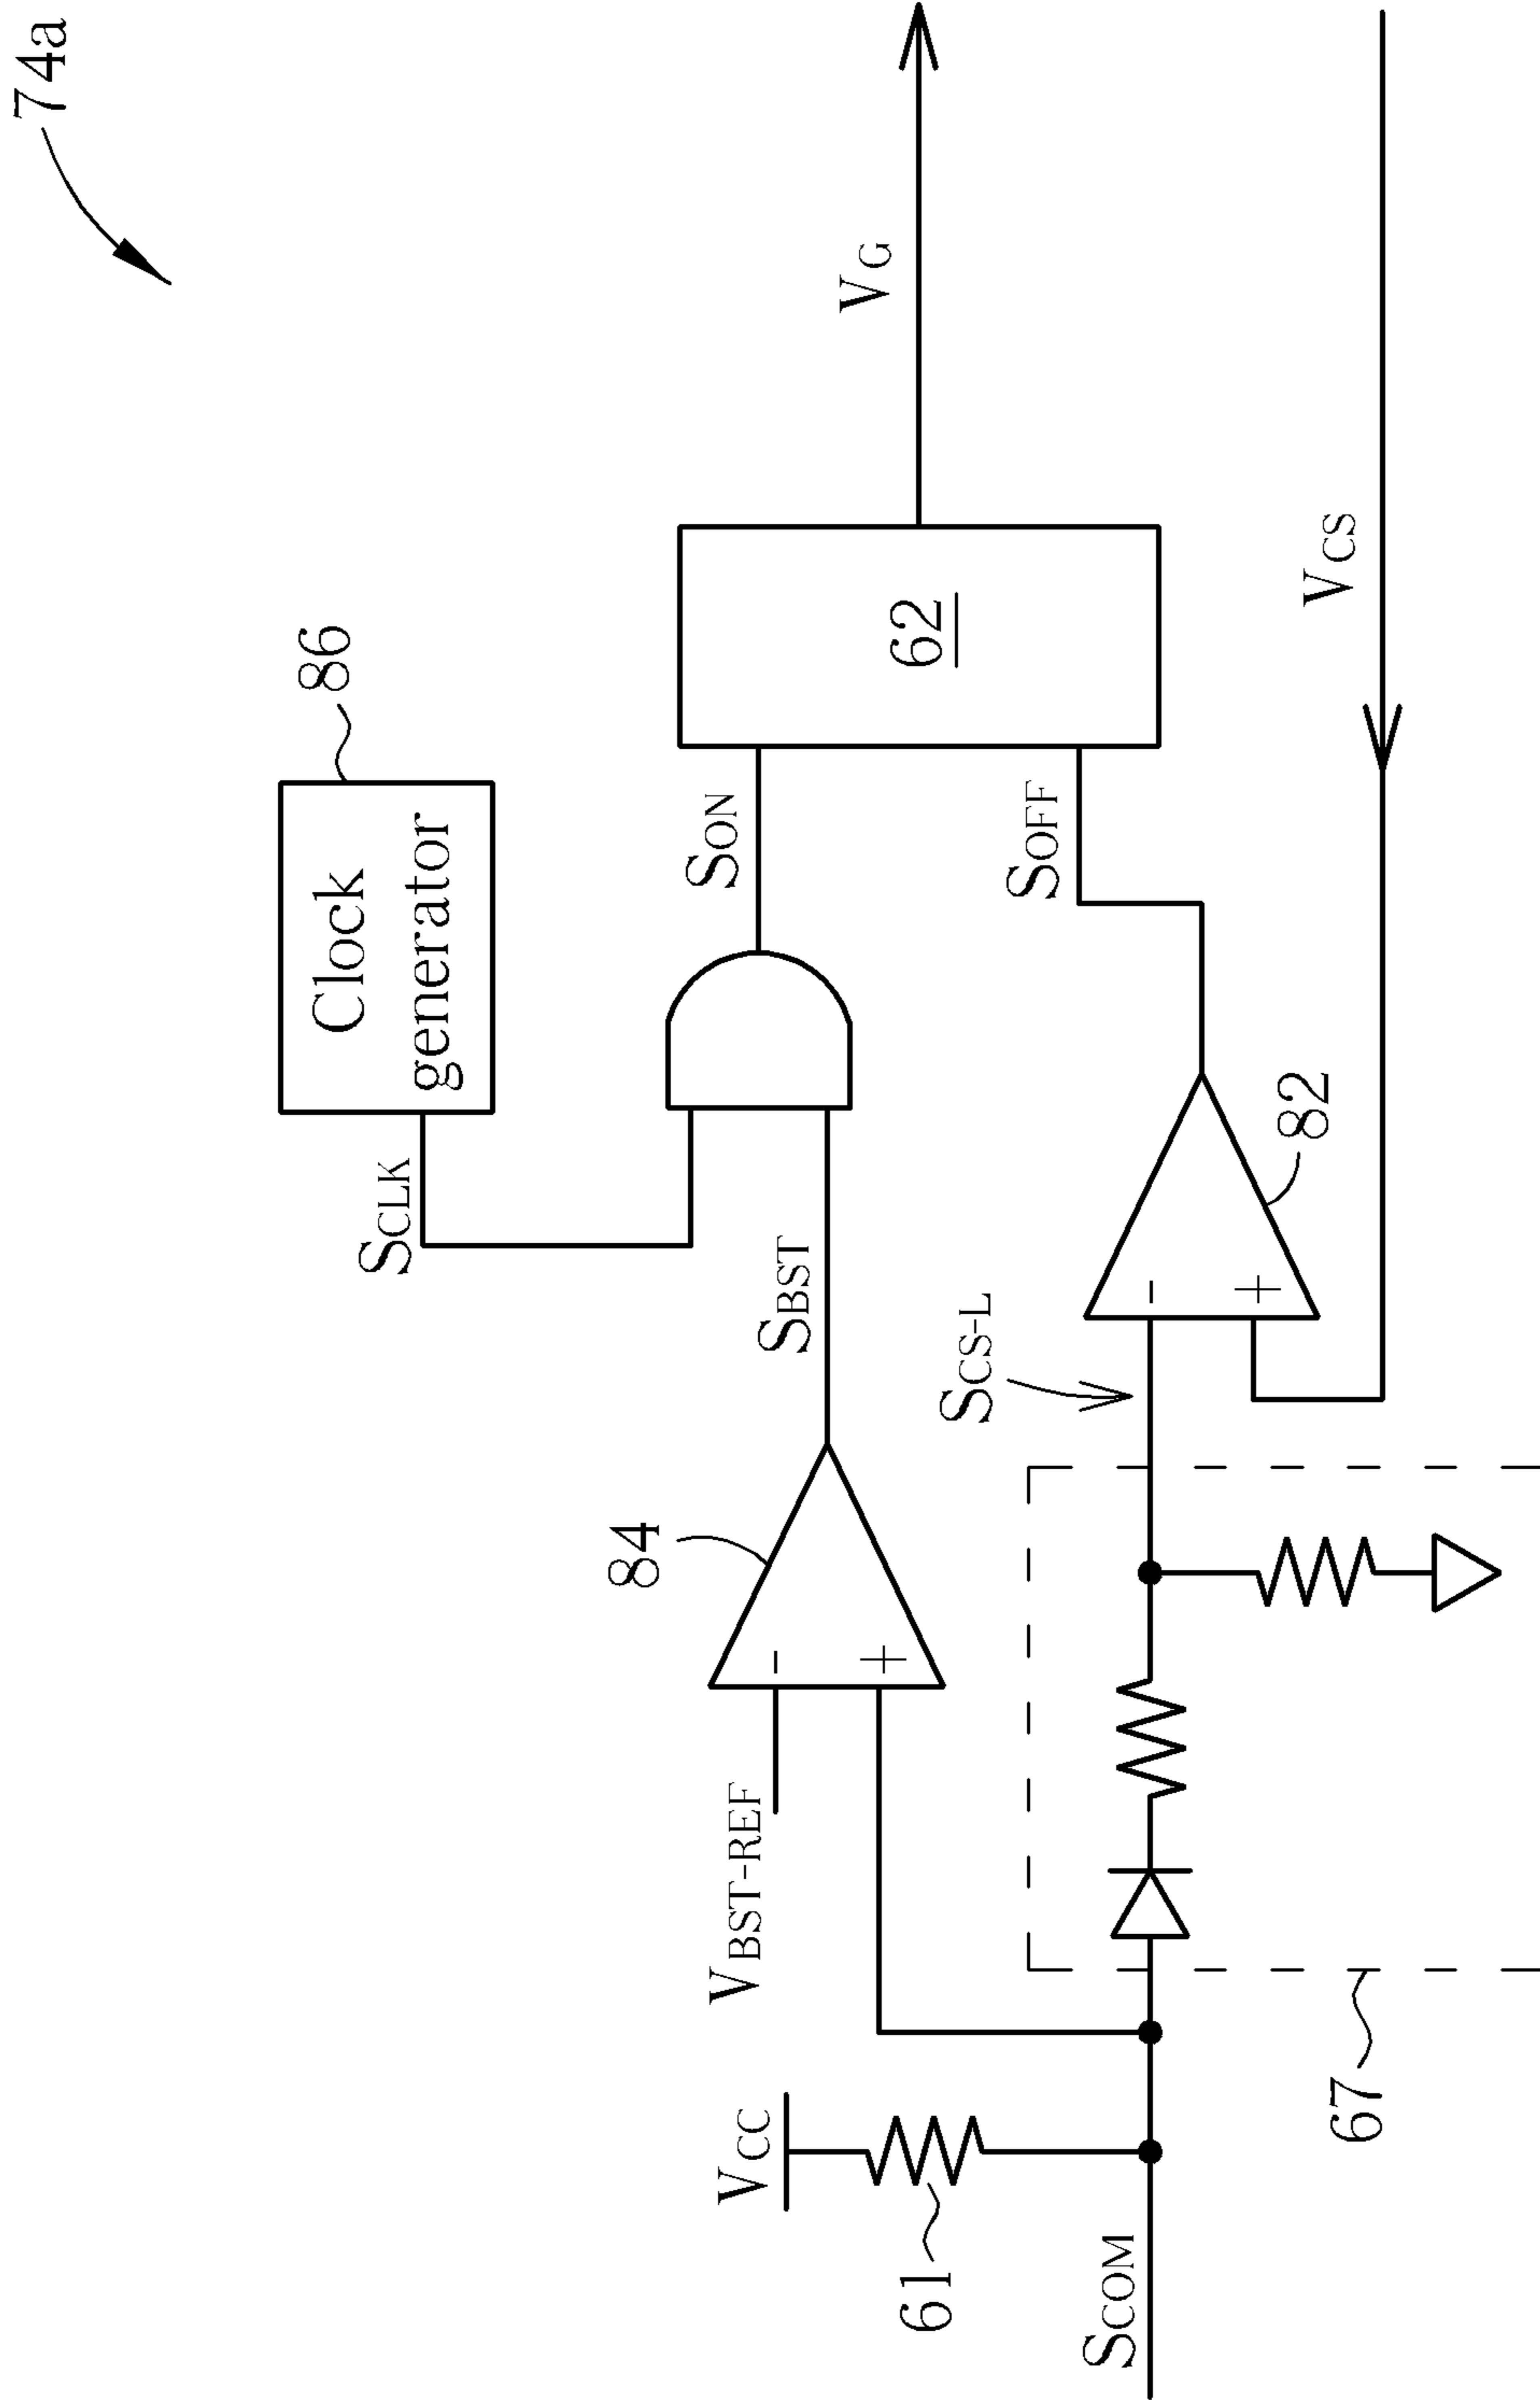 74a
86
Clock
generator
SCLK
VG
SON
62
84
SBST
VBST-REF
SOFF
VCC
61
SCS-L
82
VCS
SCOM
67
-
+
-
+